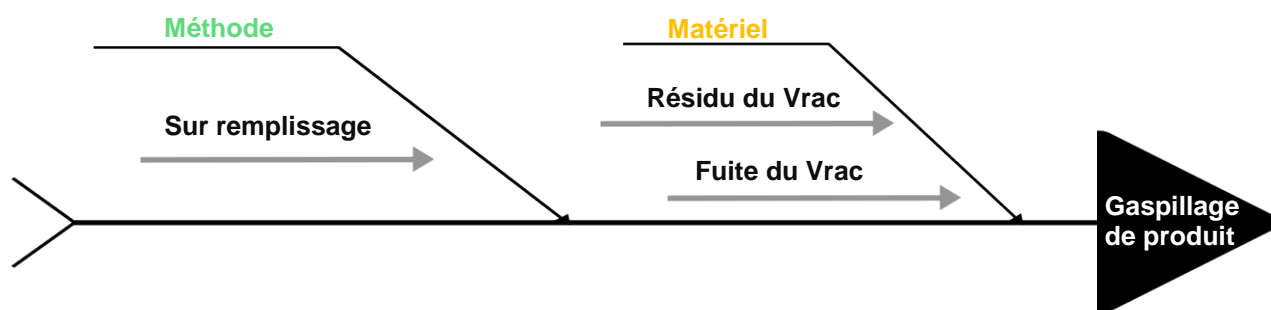 Méthode
Matériel
Résidu du Vrac
Sur remplissage
Fuite du Vrac
Gaspillage
de produit